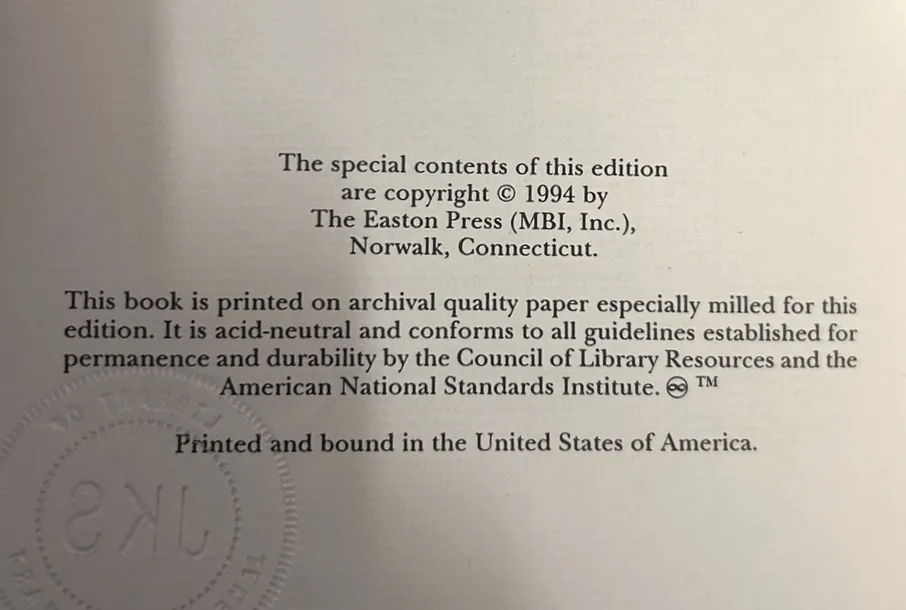 The special contents of this edition
are copyright © 1994 by
The Easton Press (MBI, Inc.),
Norwalk, Connecticut.
This book is printed on archival quality paper especially milled for this
edition. It is acid-neutral and conforms to all guidelines established for
permanence and durability by the Council of Library Resources and the
American National Standards Institute. ♾ ™
Printed and bound in the United States of America.
JKS